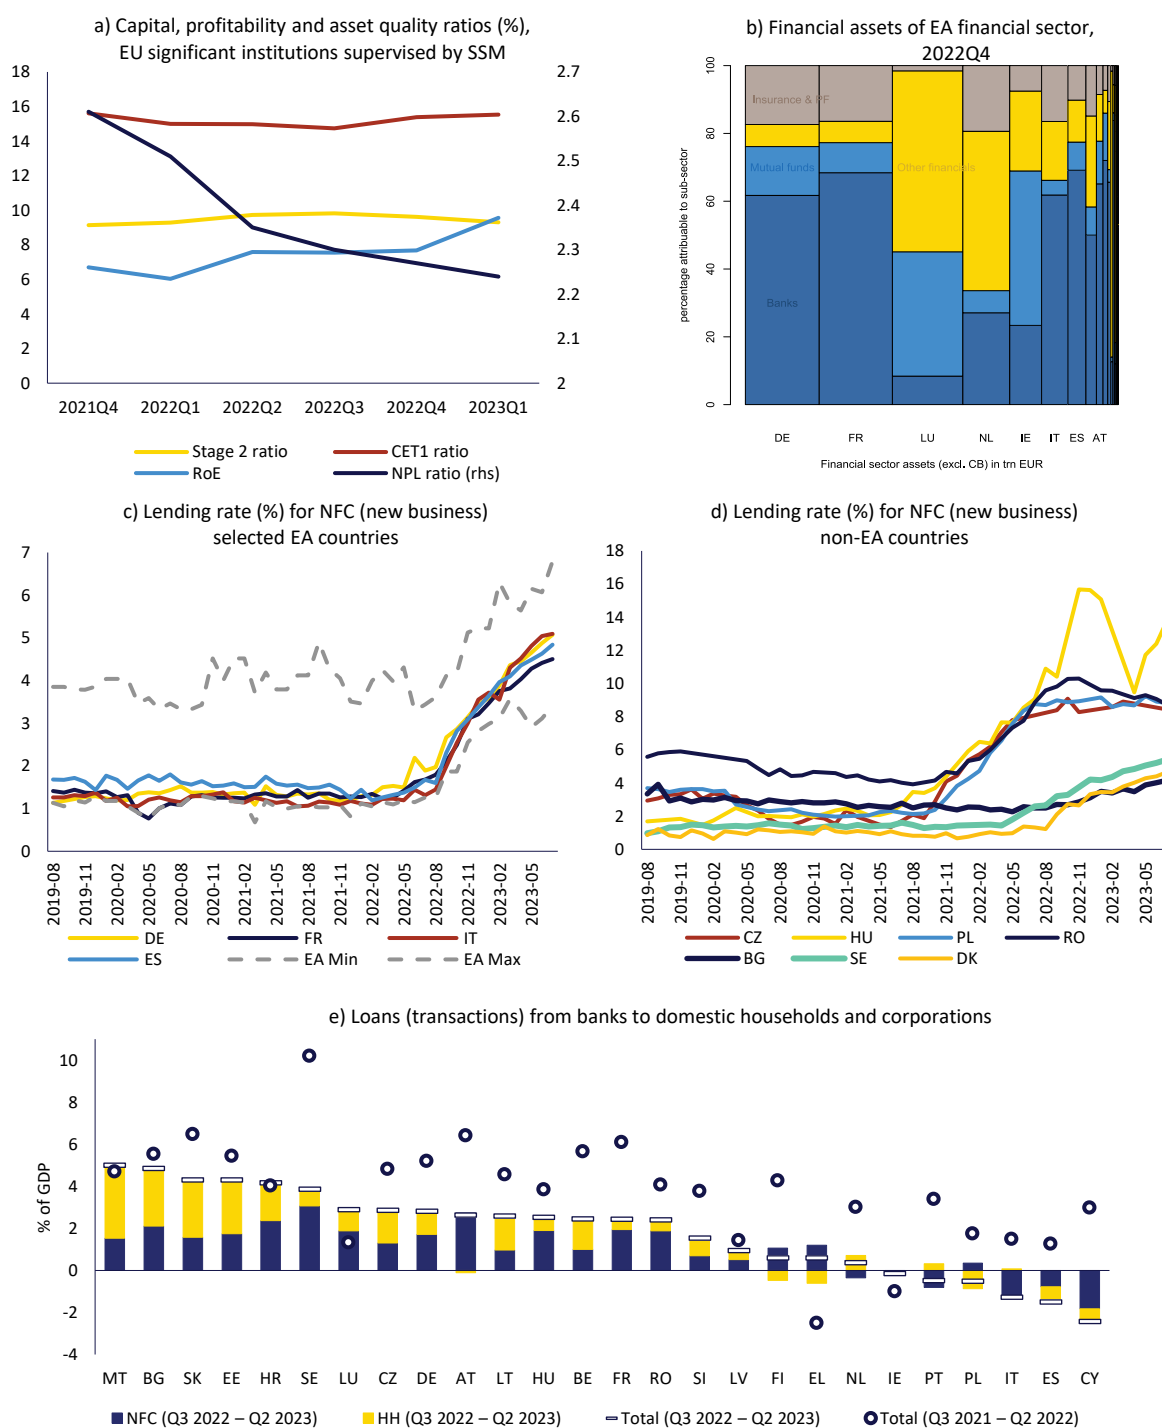 a) Capital, profitability and asset quality ratios (%),
EU significant institutions supervised by SSM
18
16
14
12
10
8
6
4
2
0
2.7
2.6
2.5
2.4
2.3
2.2
2.1
2
2021Q4 2022Q1 2022Q2 2022Q3 2022Q4 2023Q1
Stage 2 ratio CET1 ratio
RoE NPL ratio (rhs)
b) Financial assets of EA financial sector,
2022Q4
percentage attribuable to sub-sector
100
80
60
40
20
0
Insurance & PF
Mutual funds
Other financials
Banks
DE FR LU NL IE IT ES AT
Financial sector assets (excl. CB) in trn EUR
c) Lending rate (%) for NFC (new business)
selected EA countries
7
6
5
4
3
2
1
0
2019-08 2019-11 2020-02 2020-05 2020-08 2020-11 2021-02 2021-05 2021-08 2021-11 2022-02 2022-05 2022-08 2022-11 2023-02 2023-05
DE FR IT
ES EA Min EA Max
d) Lending rate (%) for NFC (new business)
non-EA countries
18
16
14
12
10
8
6
4
2
0
2019-08 2019-11 2020-02 2020-05 2020-08 2020-11 2021-02 2021-05 2021-08 2021-11 2022-02 2022-05 2022-08 2022-11 2023-02 2023-05
CZ HU PL RO
BG SE DK
e) Loans (transactions) from banks to domestic households and corporations
% of GDP
10
8
6
4
2
0
-2
-4
MT BG SK EE HR SE LU CZ DE AT LT HU BE FR RO SI LV FI EL NL IE PT PL IT ES CY
NFC (Q3 2022 – Q2 2023) HH (Q3 2022 – Q2 2023) Total (Q3 2022 – Q2 2023) Total (Q3 2021 – Q2 2022)